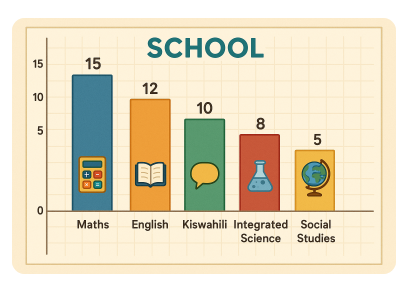 SCHOOL
15
12
10
8
5
15
10
5
0
Maths
English
Kiswahili
Integrated
Science
Social
Studies